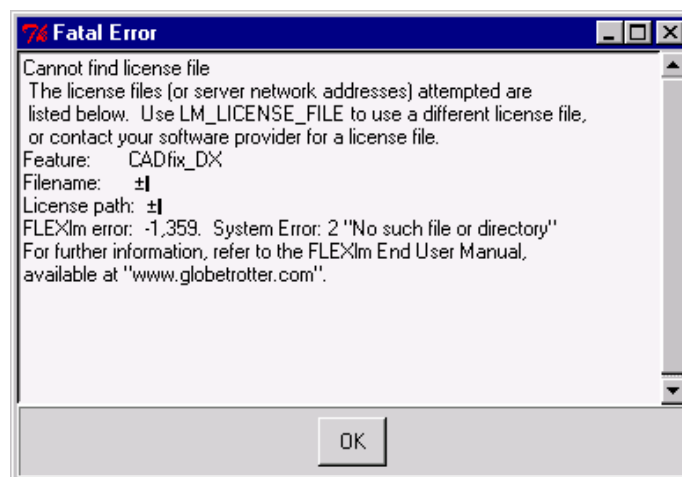 Fatal Error
Cannot find license file
The license files (or server network addresses) attempted are
listed below. Use LM_LICENSE_FILE to use a different license file,
or contact your software provider for a license file.
Feature: CADfix_DX
Filename: ±|
License path: ±|
FLEXlm error: -1,359. System Error: 2 "No such file or directory"
For further information, refer to the FLEXlm End User Manual,
available at "www.globetrotter.com".
OK